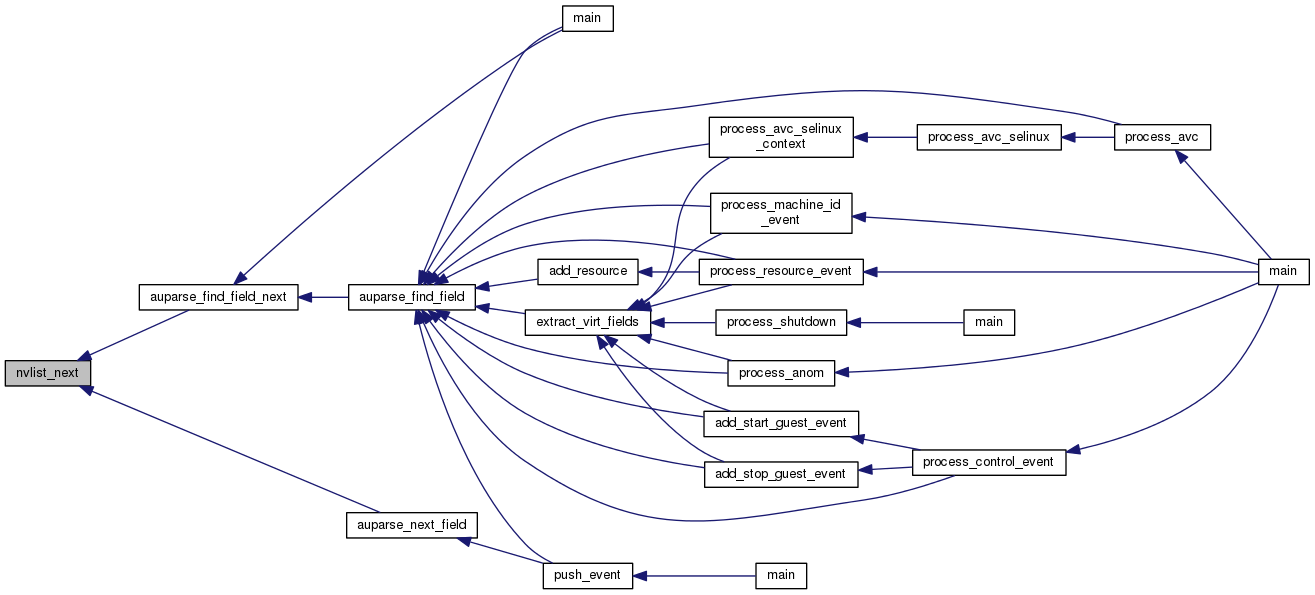 main
process_avc_selinux
_context
process_avc_selinux
process_avc
process_machine_id
_event
add_resource
process_resource_event
main
auparse_find_field_next
auparse_find_field
extract_virt_fields
process_shutdown
main
nvlist_next
process_anom
add_start_guest_event
process_control_event
add_stop_guest_event
auparse_next_field
push_event
main